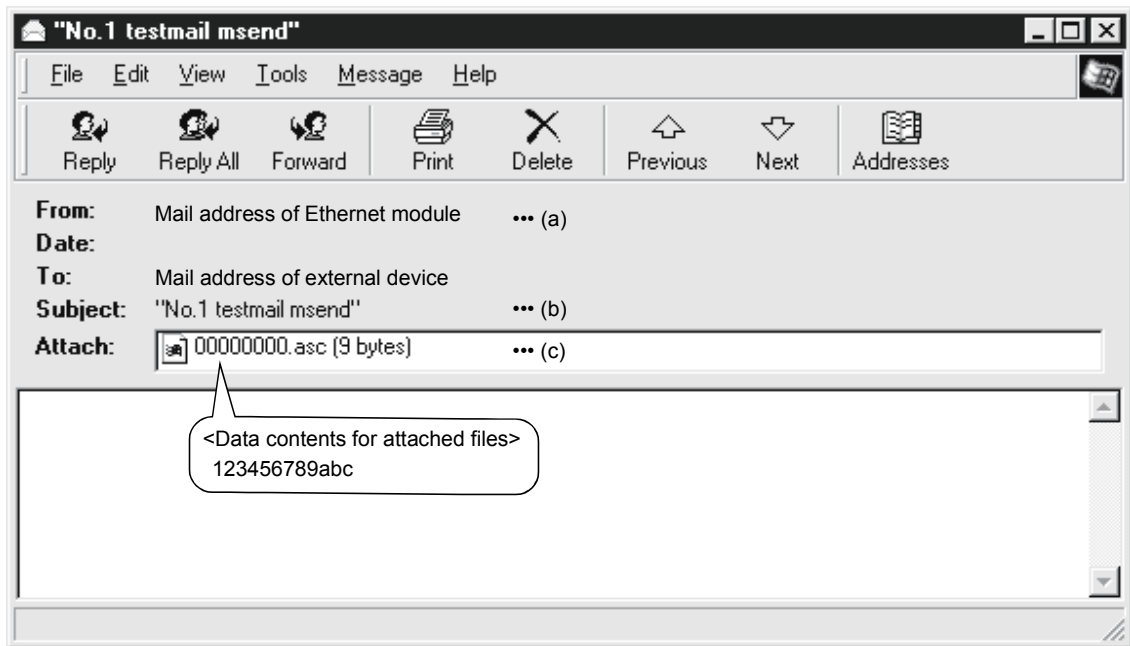 "No.1 testmail msend"
File Edit View Tools Message Help
Reply Reply All Forward Print Delete Previous Next Addresses
From: Mail address of Ethernet module ••• (a)
Date:
To: Mail address of external device
Subject: "No.1 testmail msend" ••• (b)
Attach: 00000000.asc (9 bytes) ••• (c)
<Data contents for attached files>
123456789abc